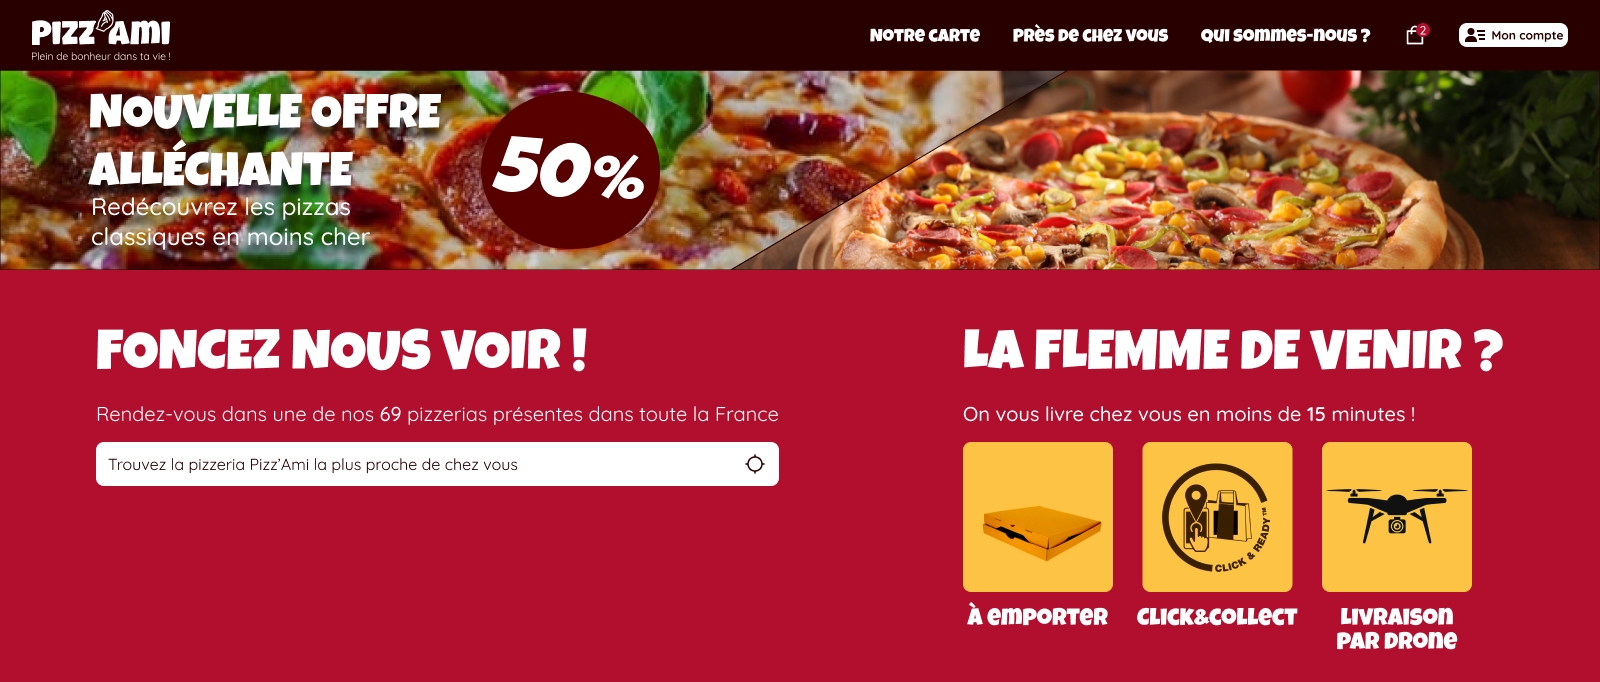 PIZZ'AMI
Plein de bonheur dans ta vie !
NOTRE CARTE
PRÈS DE CHEZ VOUS
QUI SOMMES-NOUS ?
2
Mon compte
NOUVELLE OFFRE
ALLÉCHANTE
Redécouvrez les pizzas
classiques en moins cher
50%
FONCEZ NOUS VOIR !
Rendez-vous dans une de nos 69 pizzerias présentes dans toute la France
Trouvez la pizzeria Pizz'Ami la plus proche de chez vous
LA FLEMME DE VENIR ?
On vous livre chez vous en moins de 15 minutes !
CLICK & READY™
À EMPORTER
CLICK&COLLECT
LIVRAISON
PAR DRONE